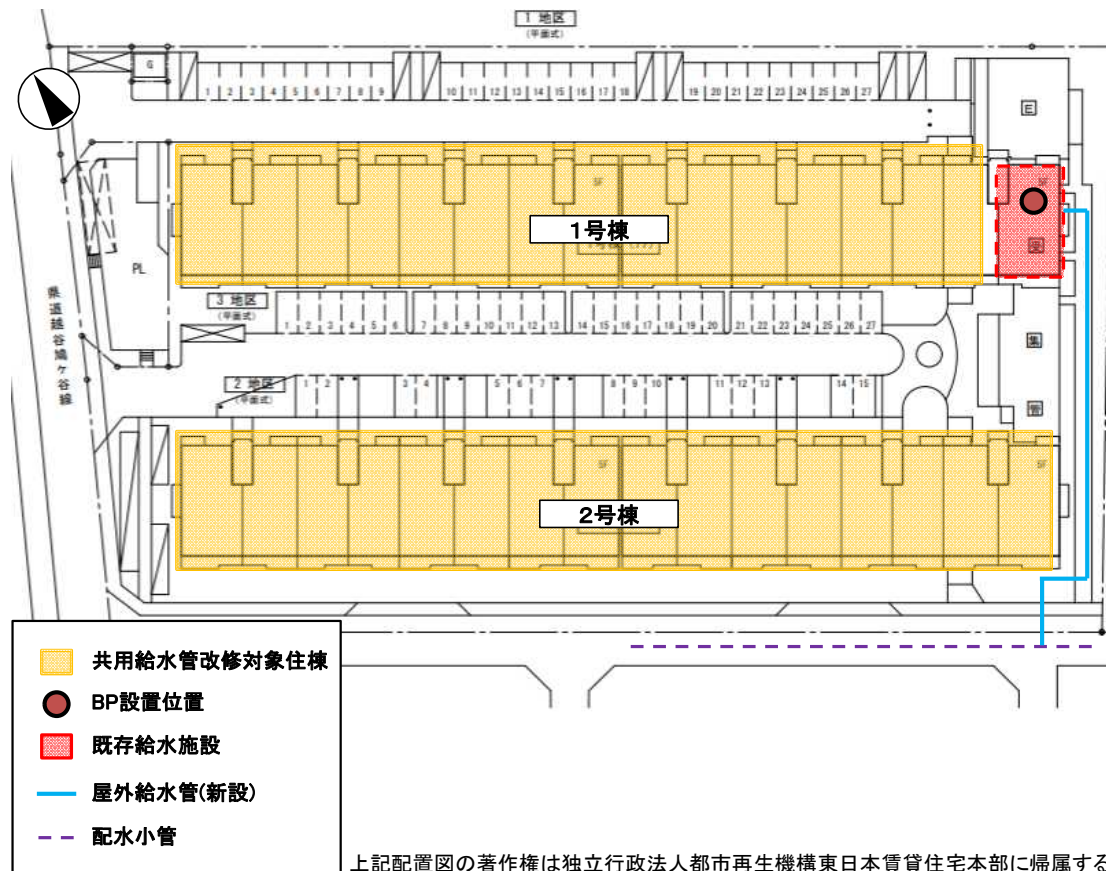 1 地区
(平面式)
G
1 2 3 4 5 6 7 8 9 10 11 12 13 14 15 16 17 18 19 20 21 22 23 24 25 26 27
E
5F 5F
1号棟
受
PL
県道越谷鳩ヶ谷線
3 地区
(平面式)
1 2 3 4 5 6 7 8 9 10 11 12 13 14 15 16 17 18 19 20 21 22 23 24 25 26 27
集
2 地区
(平面式)
1 2 3 4 5 6 7 8 9 10 11 12 13 14 15
管
5F 5F
2号棟
共用給水管改修対象住棟
BP設置位置
既存給水施設
屋外給水管(新設)
配水小管
上記配置図の著作権は独立行政法人都市再生機構東日本賃貸住宅本部に帰属する